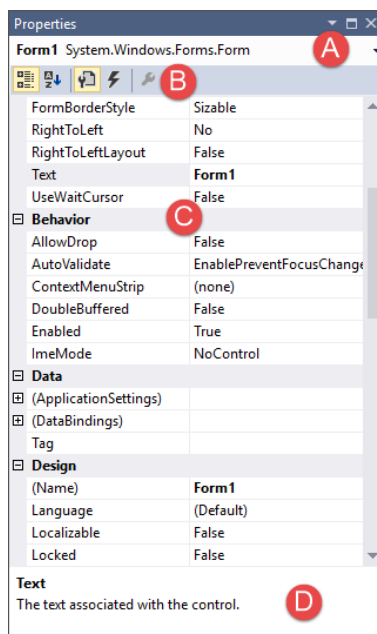 Properties
Form1 System.Windows.Forms.Form A
B
FormBorderStyle Sizable
RightToLeft No
RightToLeftLayout False
Text Form1
UseWaitCursor False
Behavior C
AllowDrop False
AutoValidate EnablePreventFocusChange
ContextMenuStrip (none)
DoubleBuffered False
Enabled True
ImeMode NoControl
Data
(ApplicationSettings)
(DataBindings)
Tag
Design
(Name) Form1
Language (Default)
Localizable False
Locked False
Text
The text associated with the control. D